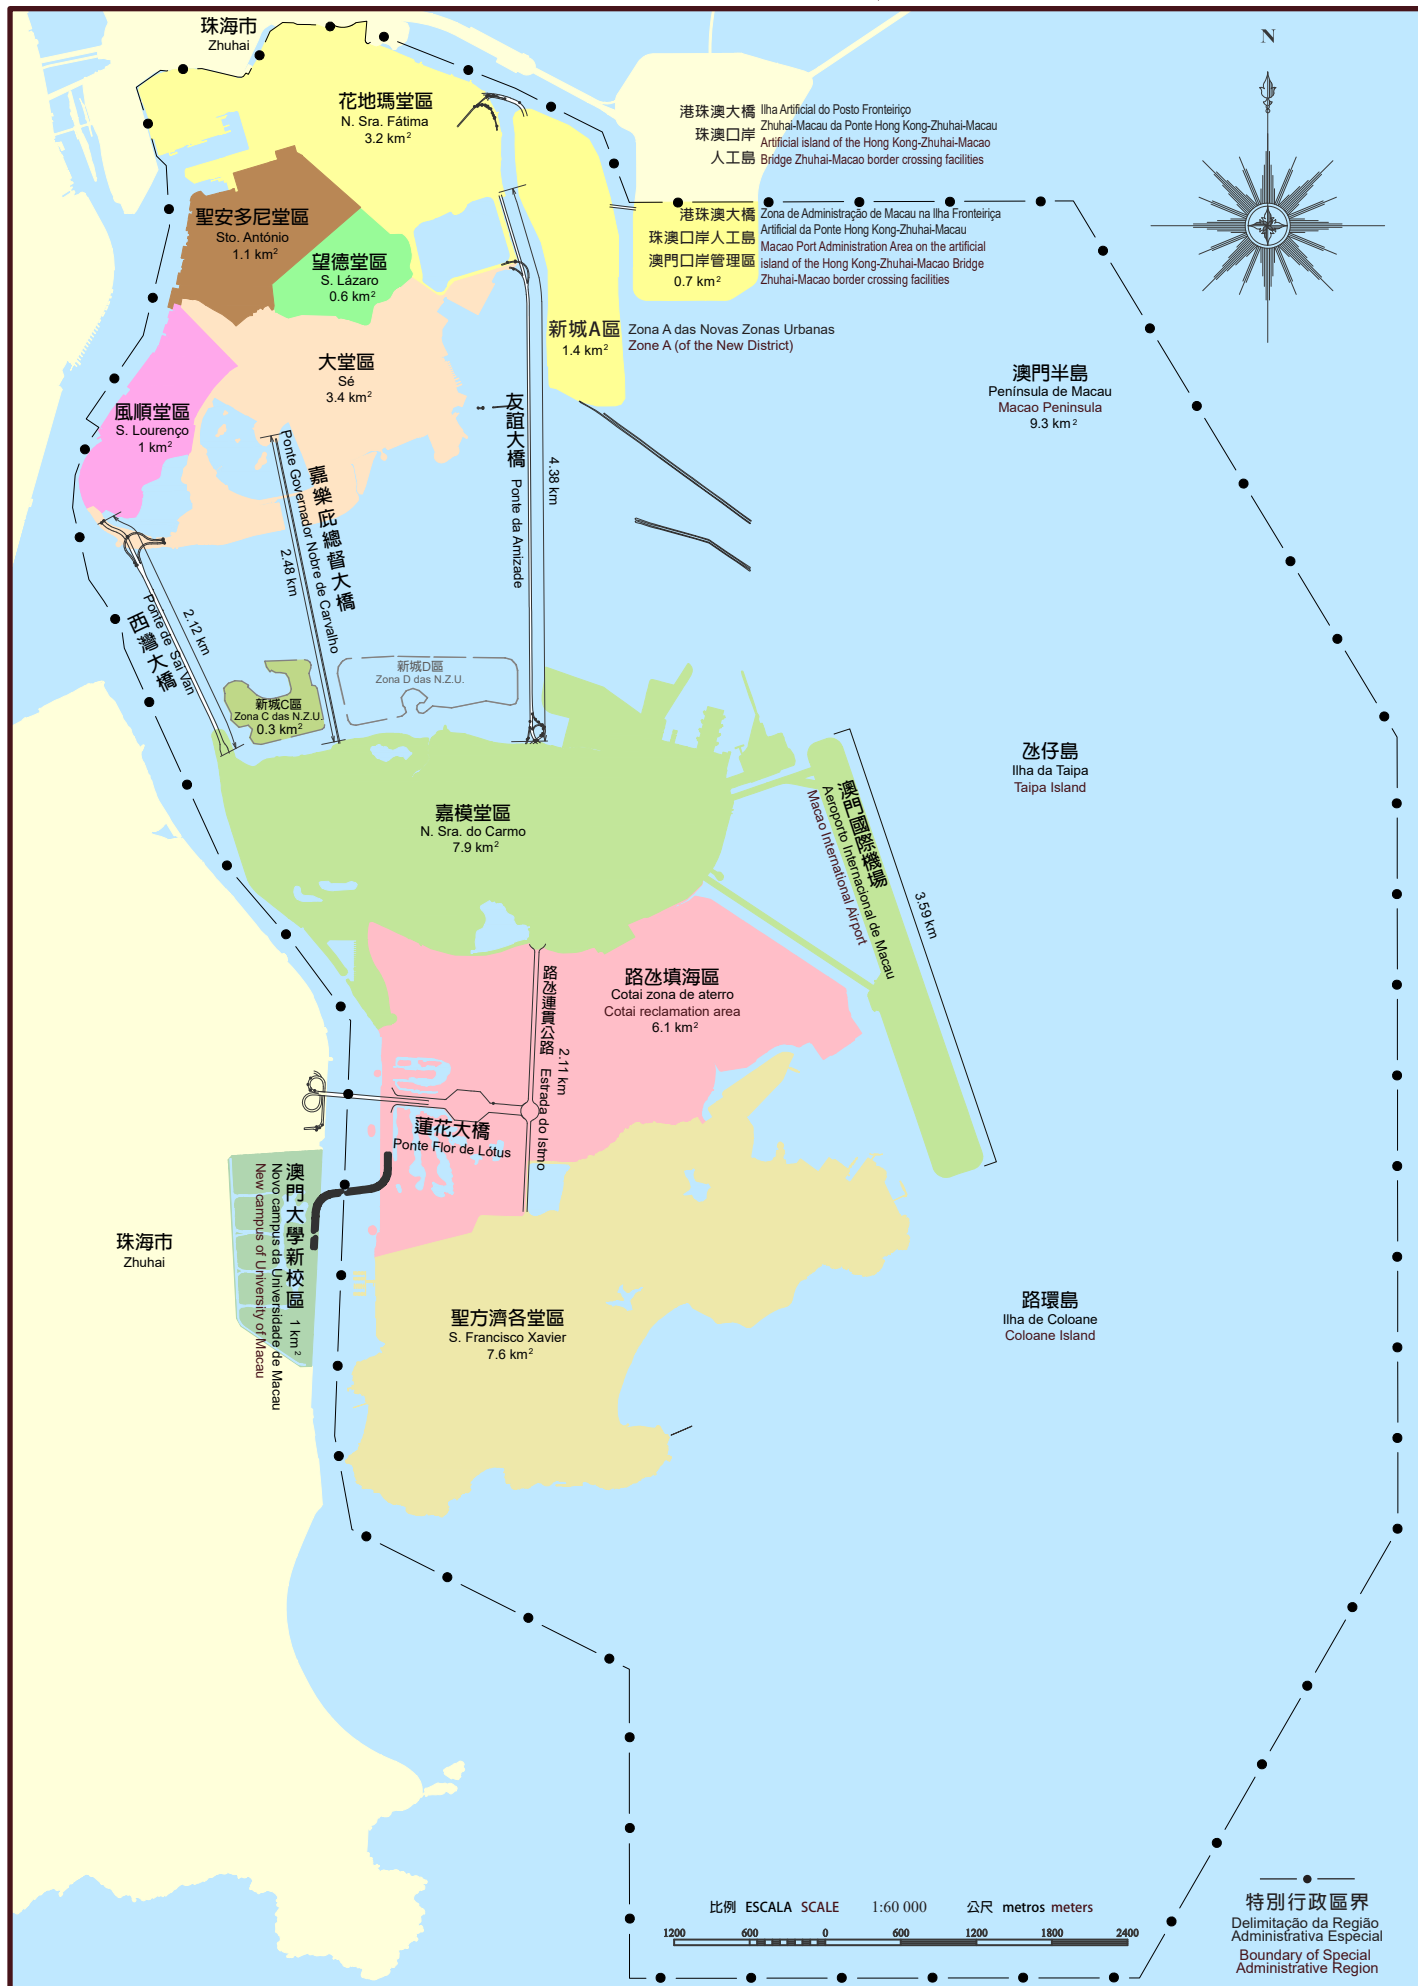 珠海市
Zhuhai
N
花地瑪堂區
N. Sra. Fátima
3.2 km²
港珠澳大橋
珠澳口岸
人工島
Ilha Artificial do Posto Fronteiriço
Zhuhai-Macau da Ponte Hong Kong-Zhuhai-Macau
Artificial island of the Hong Kong-Zhuhai-Macao
Bridge Zhuhai-Macao border crossing facilities
港珠澳大橋
珠澳口岸人工島
澳門口岸管理區
0.7 km²
Zona de Administração de Macau na Ilha Fronteiriça
Artificial da Ponte Hong Kong-Zhuhai-Macau
Macao Port Administration Area on the artificial
island of the Hong Kong-Zhuhai-Macao Bridge
Zhuhai-Macao border crossing facilities
聖安多尼堂區
Sto. António
1.1 km²
望德堂區
S. Lázaro
0.6 km²
新城A區
1.4 km²
Zona A das Novas Zonas Urbanas
Zone A (of the New District)
大堂區
Sé
3.4 km²
澳門半島
Península de Macau
Macao Peninsula
9.3 km²
風順堂區
S. Lourenço
1 km²
友誼大橋 Ponte da Amizade
4.38 km
嘉樂庇總督大橋
Ponte Governador Nobre de Carvalho
2.48 km
西灣大橋
Ponte de Sai Van
2.12 km
新城C區
Zona C das N.Z.U.
0.3 km²
新城D區
Zona D das N.Z.U.
氹仔島
Ilha da Taipa
Taipa Island
嘉模堂區
N. Sra. do Carmo
7.9 km²
澳門國際機場
Aeroporto Internacional de Macau
Macao International Airport
3.59 km
路氹填海區
Cotai zona de aterro
Cotai reclamation area
6.1 km²
路氹連貫公路 Estrada do Istmo
2.11 km
蓮花大橋
Ponte Flor de Lótus
澳門大學新校區 1 km²
Novo campus da Universidade de Macau
New campus of University of Macau
珠海市
Zhuhai
聖方濟各堂區
S. Francisco Xavier
7.6 km²
路環島
Ilha de Coloane
Coloane Island
比例 ESCALA SCALE 1:60 000 公尺 metros meters
1200 600 0 600 1200 1800 2400
特別行政區界
Delimitação da Região
Administrativa Especial
Boundary of Special
Administrative Region